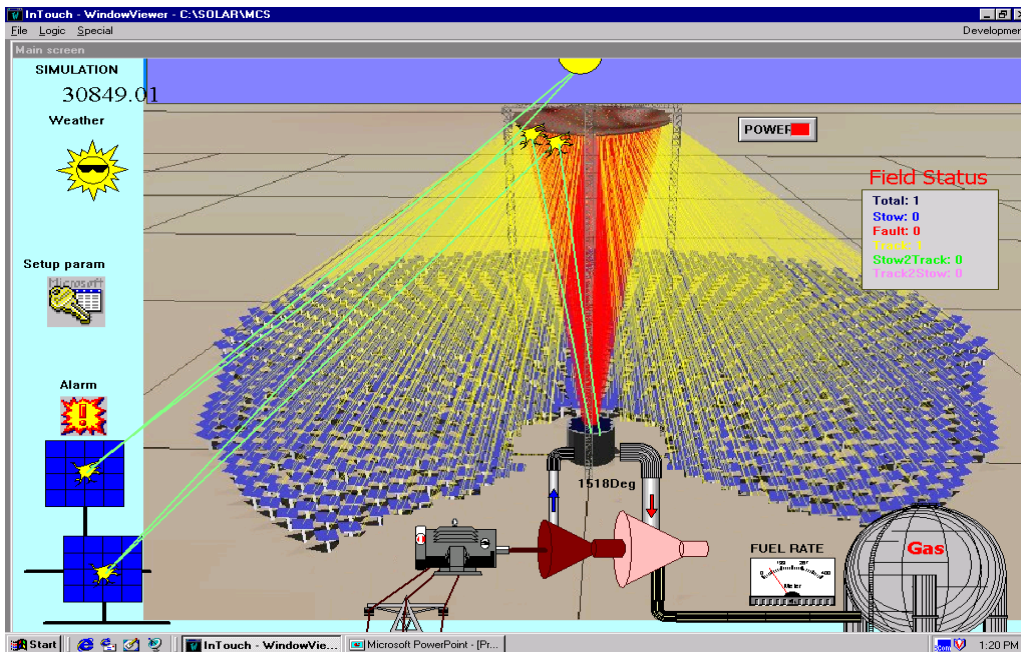 InTouch - WindowViewer - C:\SOLAR\MCS
File Logic Special
Developmen
Main screen
SIMULATION
30849.01
Weather
POWER
Field Status
Total: 1
Stow: 0
Fault: 0
Track: 1
Stow2Track: 0
Track2Stow: 0
Setup param
Microsoft
Alarm
1518Deg
FUEL RATE
Gas
Start
InTouch - WindowVie...
Microsoft PowerPoint - [Pr...
1:20 PM